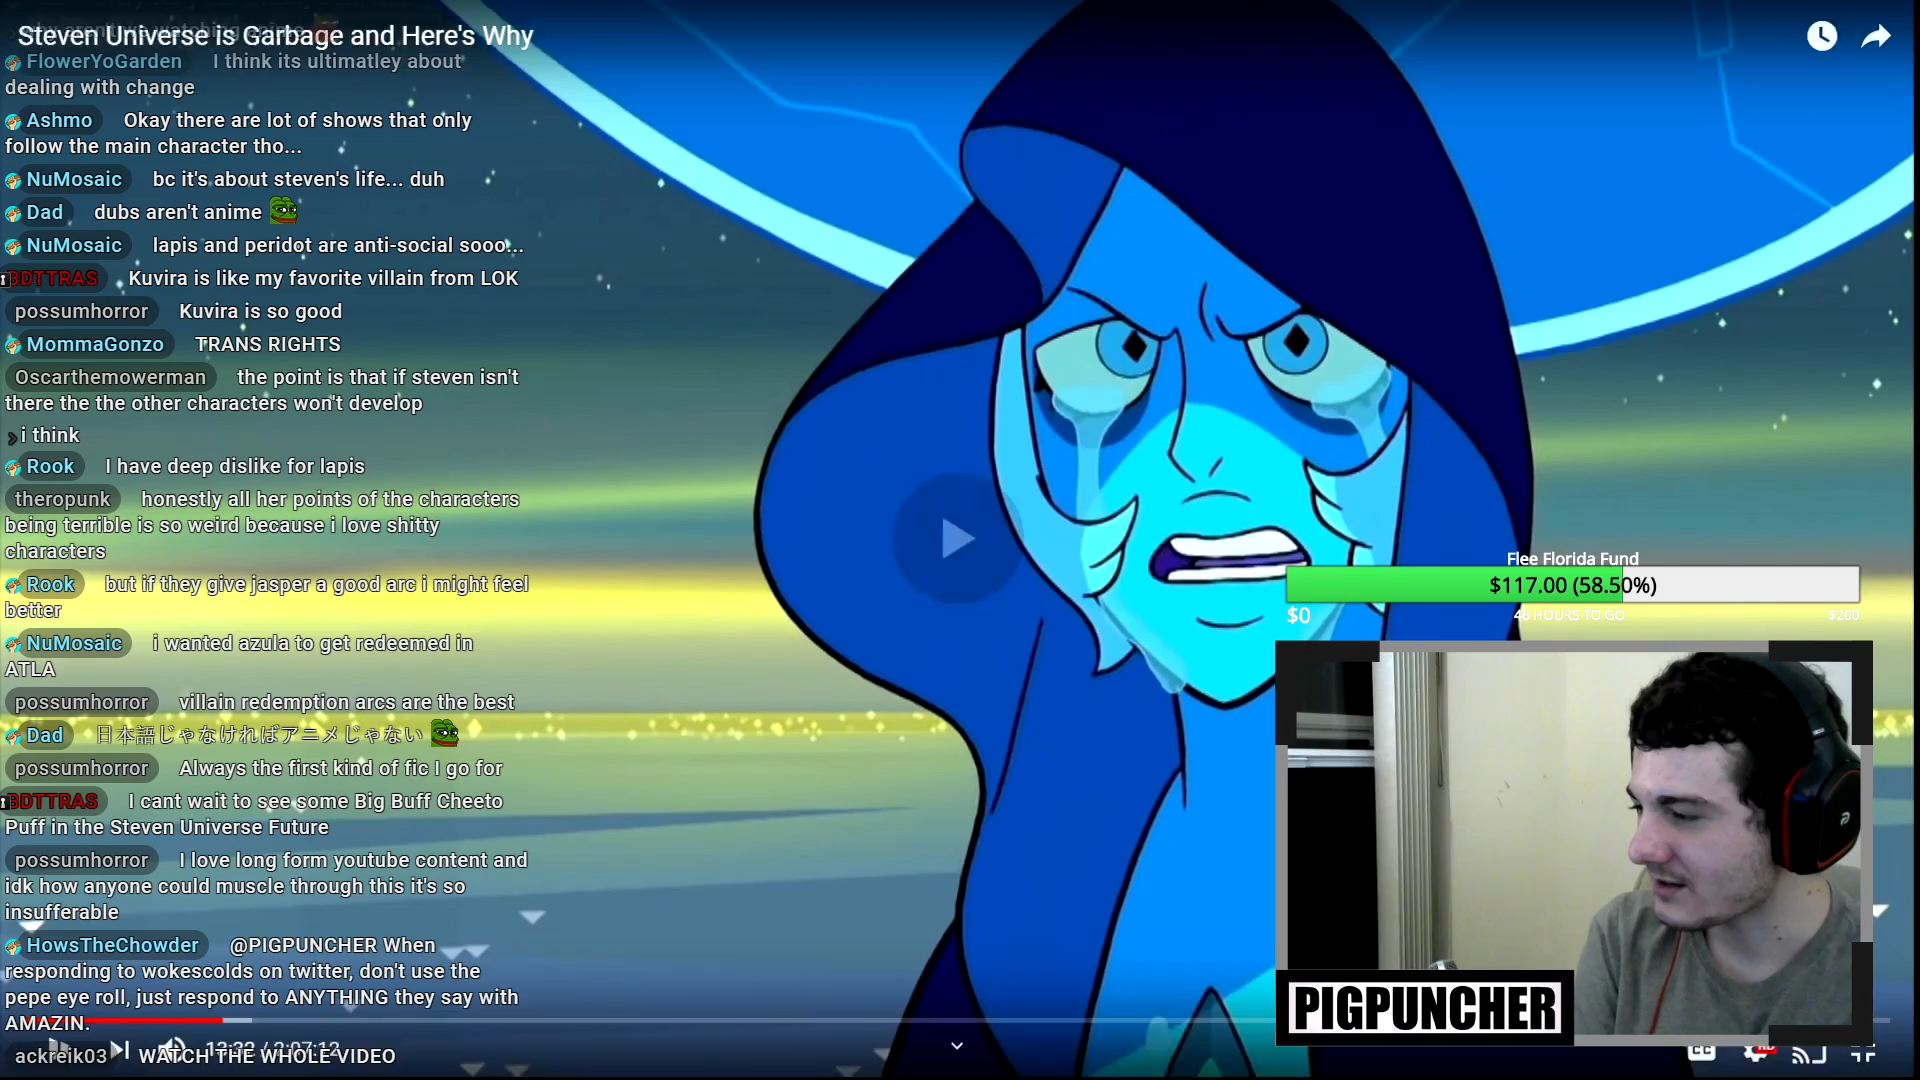 Steven Universe is Garbage and Here's Why
FlowerYoGarden I think its ultimatley about
dealing with change
Ashmo Okay there are lot of shows that only
follow the main character tho...
NuMosaic bc it's about steven's life... duh
Dad dubs aren't anime
NuMosaic lapis and peridot are anti-social sooo...
BDTTRAS Kuvira is like my favorite villain from LOK
possumhorror Kuvira is so good
MommaGonzo TRANS RIGHTS
Oscarthemowerman the point is that if steven isn't
there the the other characters won't develop
i think
Rook I have deep dislike for lapis
theropunk honestly all her points of the characters
being terrible is so weird because i love shitty
characters
Rook but if they give jasper a good arc i might feel
better
NuMosaic i wanted azula to get redeemed in
ATLA
possumhorror villain redemption arcs are the best
Dad 日本語じゃなければアニメじゃない
possumhorror Always the first kind of fic I go for
BDTTRAS I cant wait to see some Big Buff Cheeto
Puff in the Steven Universe Future
possumhorror I love long form youtube content and
idk how anyone could muscle through this it's so
insufferable
HowsTheChowder @PIGPUNCHER When
responding to wokescolds on twitter, don't use the
pepe eye roll, just respond to ANYTHING they say with
AMAZIN.
ackreik03 WATCH THE WHOLE VIDEO
Flee Florida Fund
$117.00 (58.50%)
$0 46 HOURS TO GO $200
PIGPUNCHER
CC HD